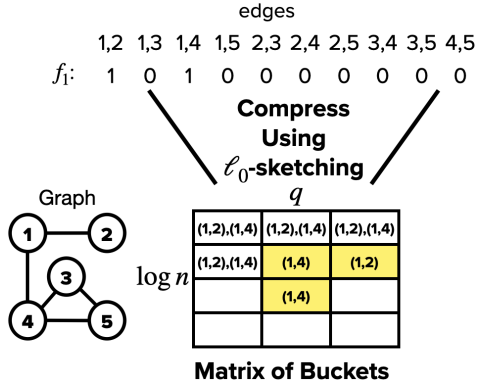 edges
1,2 1,3 1,4 1,5 2,3 2,4 2,5 3,4 3,5 4,5
f₁: 1 0 1 0 0 0 0 0 0 0
Compress
Using
ℓ₀-sketching
q
Graph
1 2
3
4 5
log n
(1,2),(1,4) (1,2),(1,4) (1,2),(1,4)
(1,2),(1,4) (1,4) (1,2)
(1,4)
Matrix of Buckets